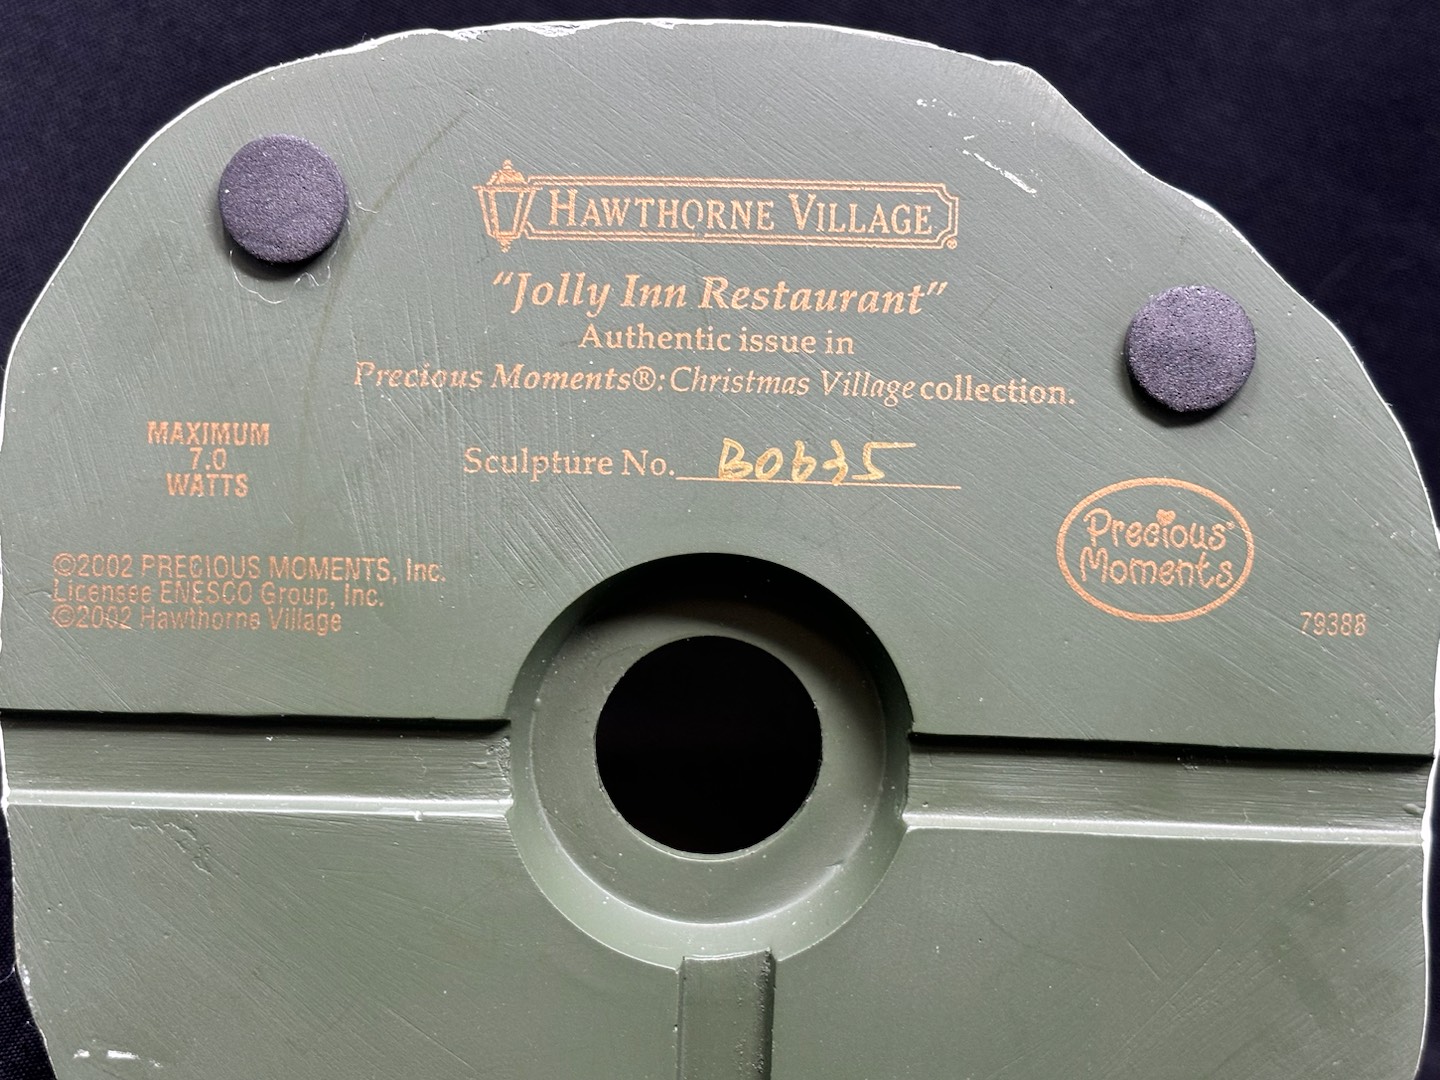 HAWTHORNE VILLAGE®
"Jolly Inn Restaurant"
Authentic issue in
Precious Moments®: Christmas Village collection.
Sculpture No. B0635
MAXIMUM
7.0
WATTS
©2002 PRECIOUS MOMENTS, Inc.
Licensee ENESCO Group, Inc.
©2002 Hawthorne Village
Precious
Moments
79388